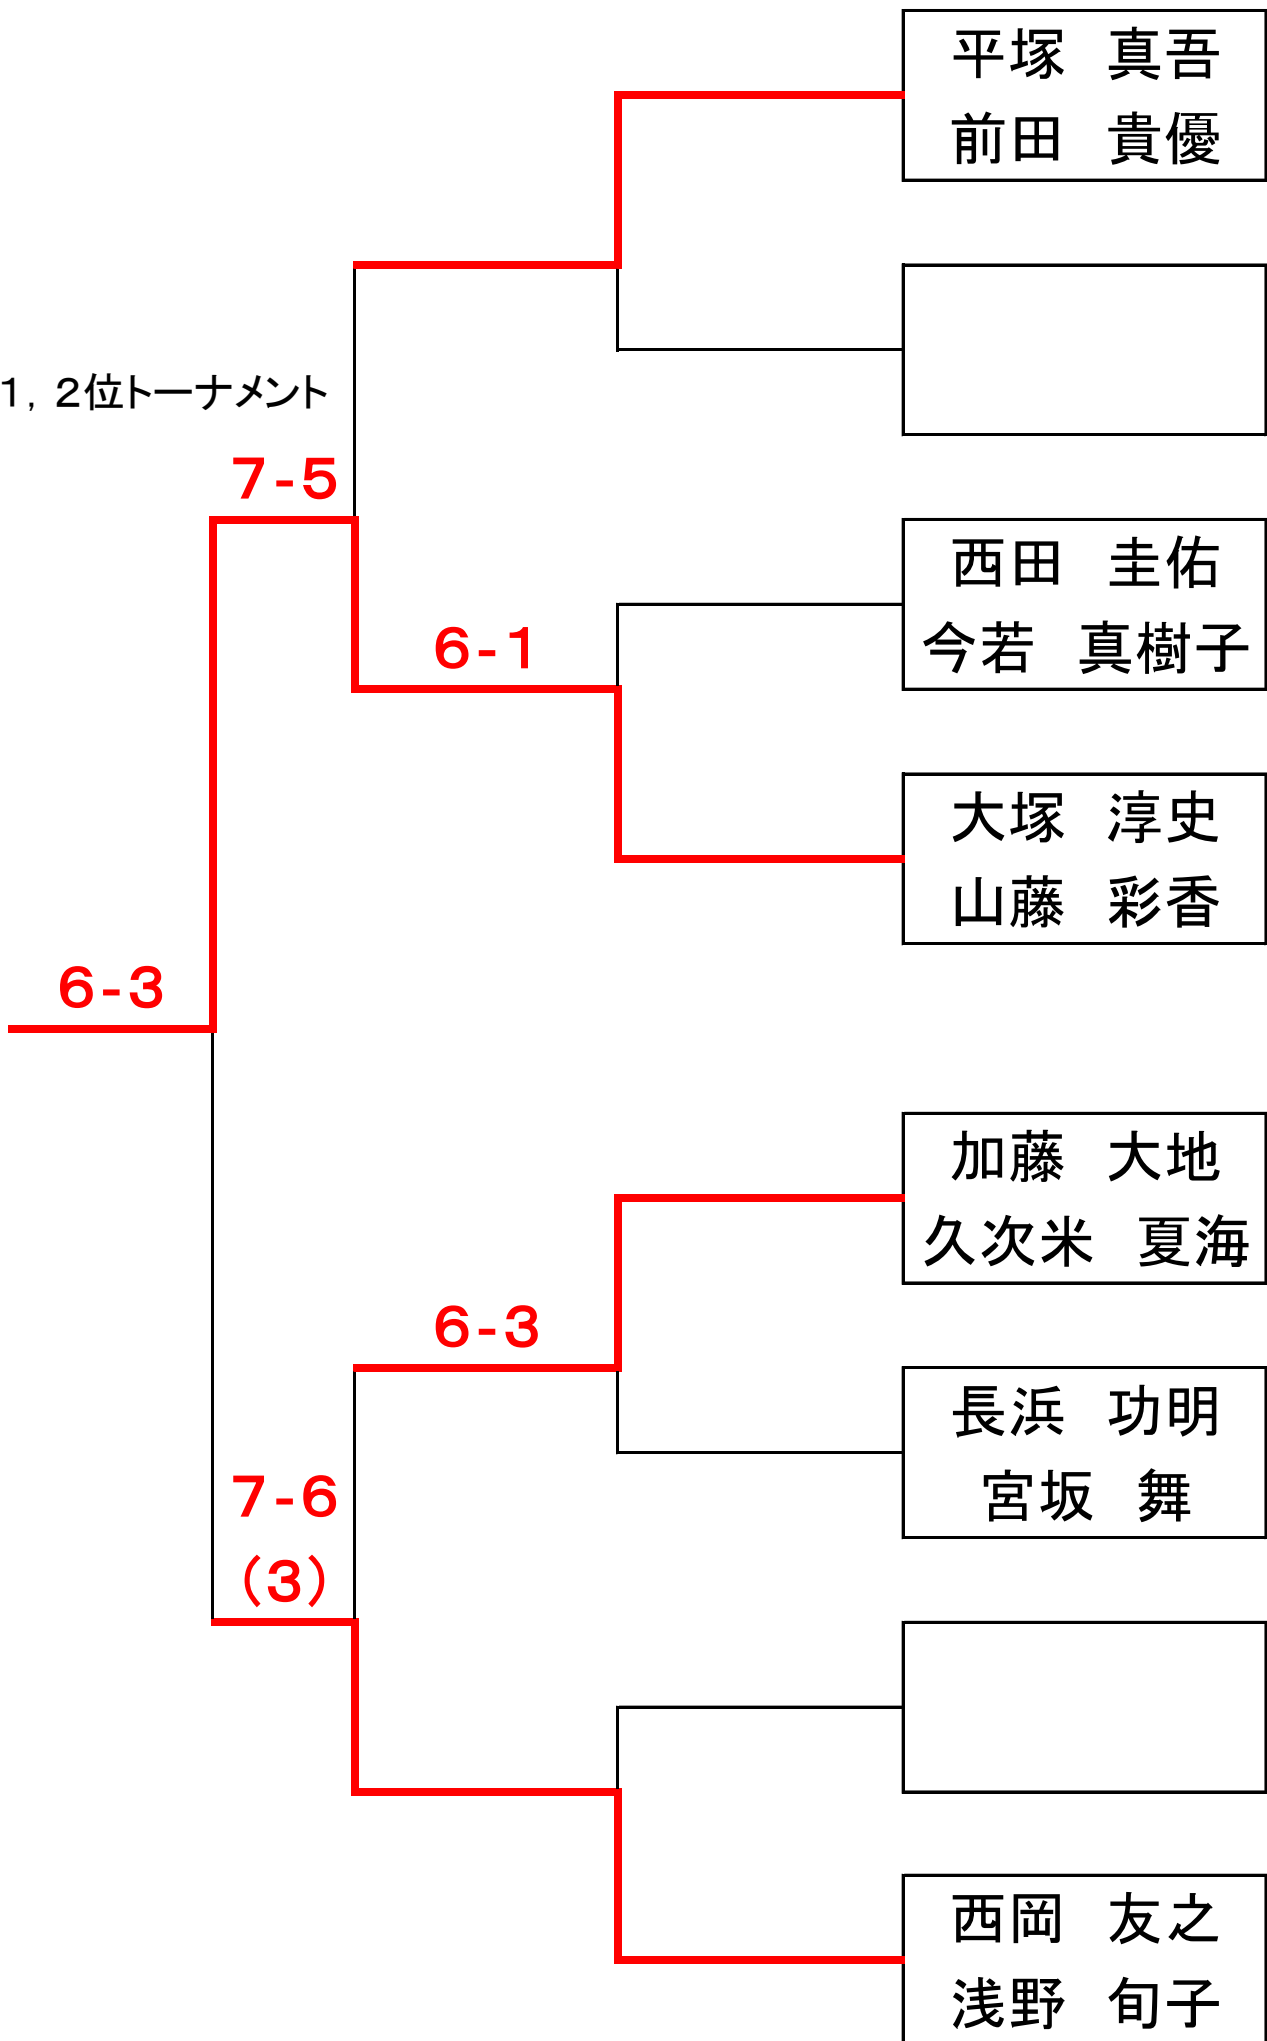 平塚　真吾
前田　貴優
1，2位トーナメント
7-5
西田　圭佑
6-1
今若　真樹子
大塚　淳史
山藤　彩香
6-3
加藤　大地
久次米　夏海
6-3
長浜　功明
7-6
宮坂　舞
（3）
西岡　友之
浅野　旬子